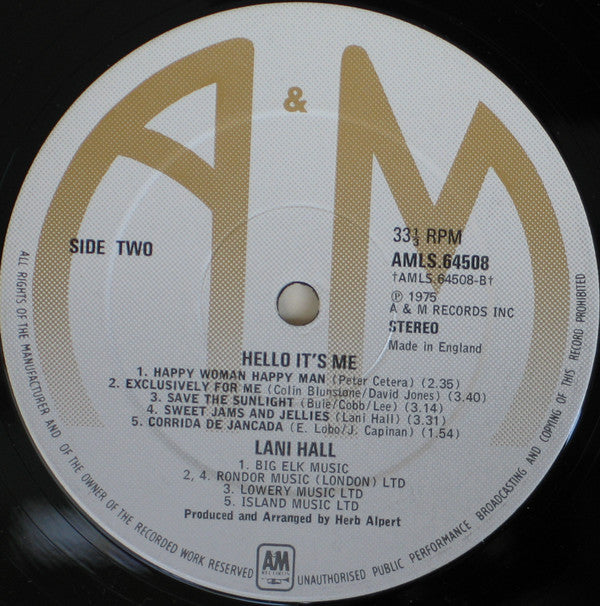 A & M
SIDE TWO
33⅓ RPM
AMLS.64508
†AMLS.64508-B†
℗ 1975
A & M RECORDS INC
STEREO
Made in England
HELLO IT'S ME
1. HAPPY WOMAN HAPPY MAN (Peter Cetera) (2.35)
2. EXCLUSIVELY FOR ME (Colin Blunstone/David Jones) (3.40)
3. SAVE THE SUNLIGHT (Buie/Cobb/Lee) (3.14)
4. SWEET JAMS AND JELLIES (Lani Hall) (3.31)
5. CORRIDA DE JANCADA (E. Lobo/J. Capinan) (1.54)
LANI HALL
1. BIG ELK MUSIC
2, 4. RONDOR MUSIC (LONDON) LTD
3. LOWERY MUSIC LTD
5. ISLAND MUSIC LTD
Produced and Arranged by Herb Alpert
A&M
RECORDS
ALL RIGHTS OF THE MANUFACTURER AND OF THE OWNER OF THE RECORDED WORK RESERVED
UNAUTHORISED PUBLIC PERFORMANCE BROADCASTING AND COPYING OF THIS RECORD PROHIBITED